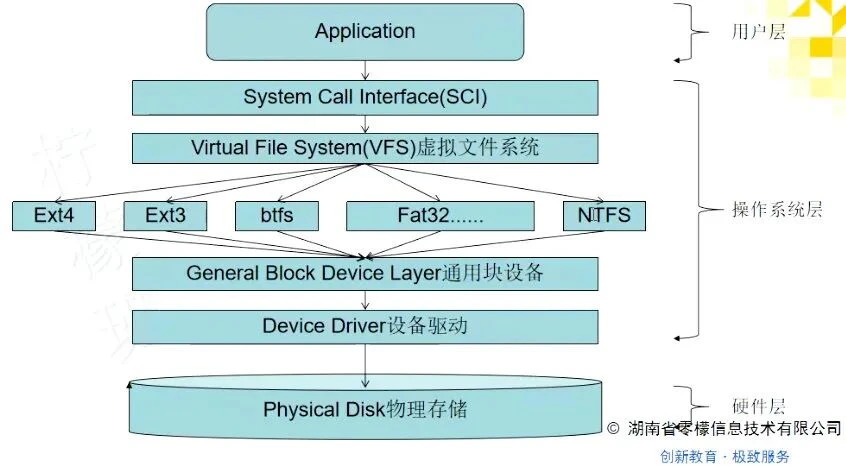 Application
用户层
System Call Interface(SCI)
Virtual File System(VFS)虚拟文件系统
Ext4
Ext3
btfs
Fat32......
NTFS
操作系统层
General Block Device Layer通用块设备
Device Driver设备驱动
Physical Disk物理存储
硬件层
© 湖南省零檬信息技术有限公司
创新教育·极致服务